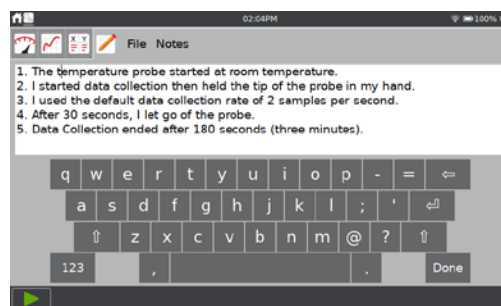 02:04PM 100%
X Y File Notes
1. The temperature probe started at room temperature.
2. I started data collection then held the tip of the probe in my hand.
3. I used the default data collection rate of 2 samples per second.
4. After 30 seconds, I let go of the probe.
5. Data Collection ended after 180 seconds (three minutes).
q w e r t y u i o p - = ⇦
a s d f g h j k l ; ' ⏎
⇧ z x c v b n m @ ? ⇧
123 , . Done